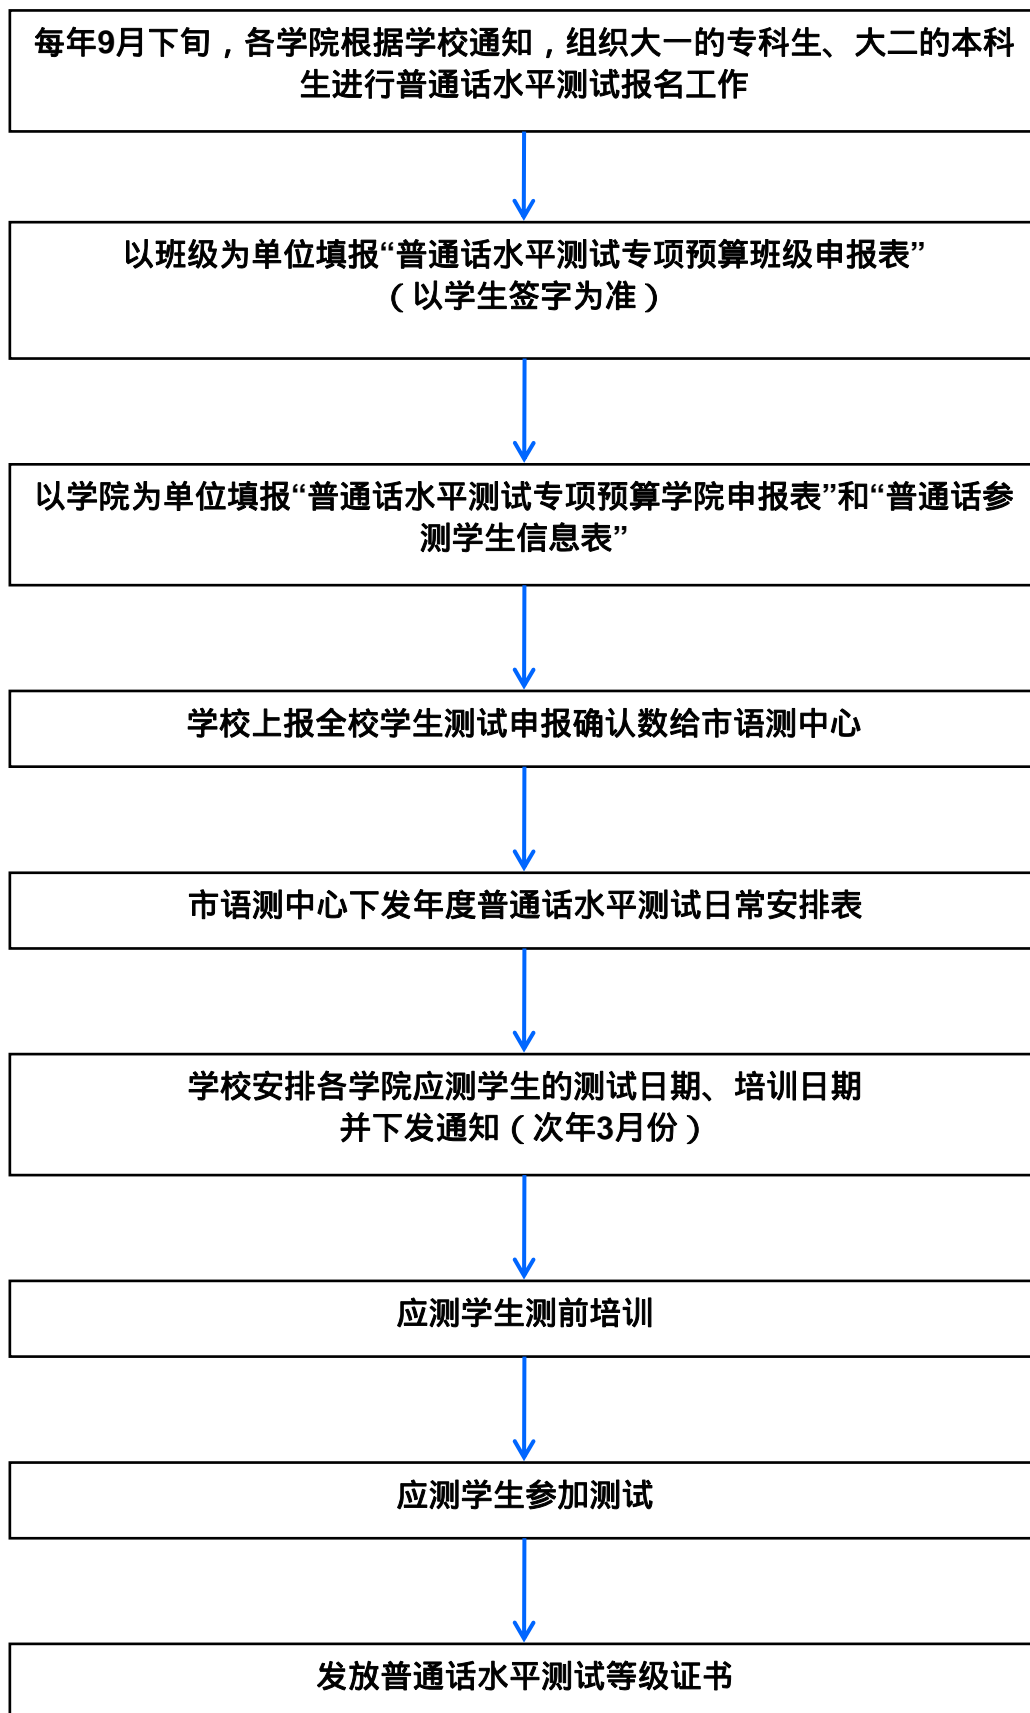 每年9月下旬，各学院根据学校通知，组织大一的专科生、大二的本科
生进行普通话水平测试报名工作
以班级为单位填报“普通话水平测试专项预算班级申报表”
（以学生签字为准）
以学院为单位填报“普通话水平测试专项预算学院申报表”和“普通话参
测学生信息表”
学校上报全校学生测试申报确认数给市语测中心
市语测中心下发年度普通话水平测试日常安排表
学校安排各学院应测学生的测试日期、培训日期
并下发通知（次年3月份）
应测学生测前培训
应测学生参加测试
发放普通话水平测试等级证书